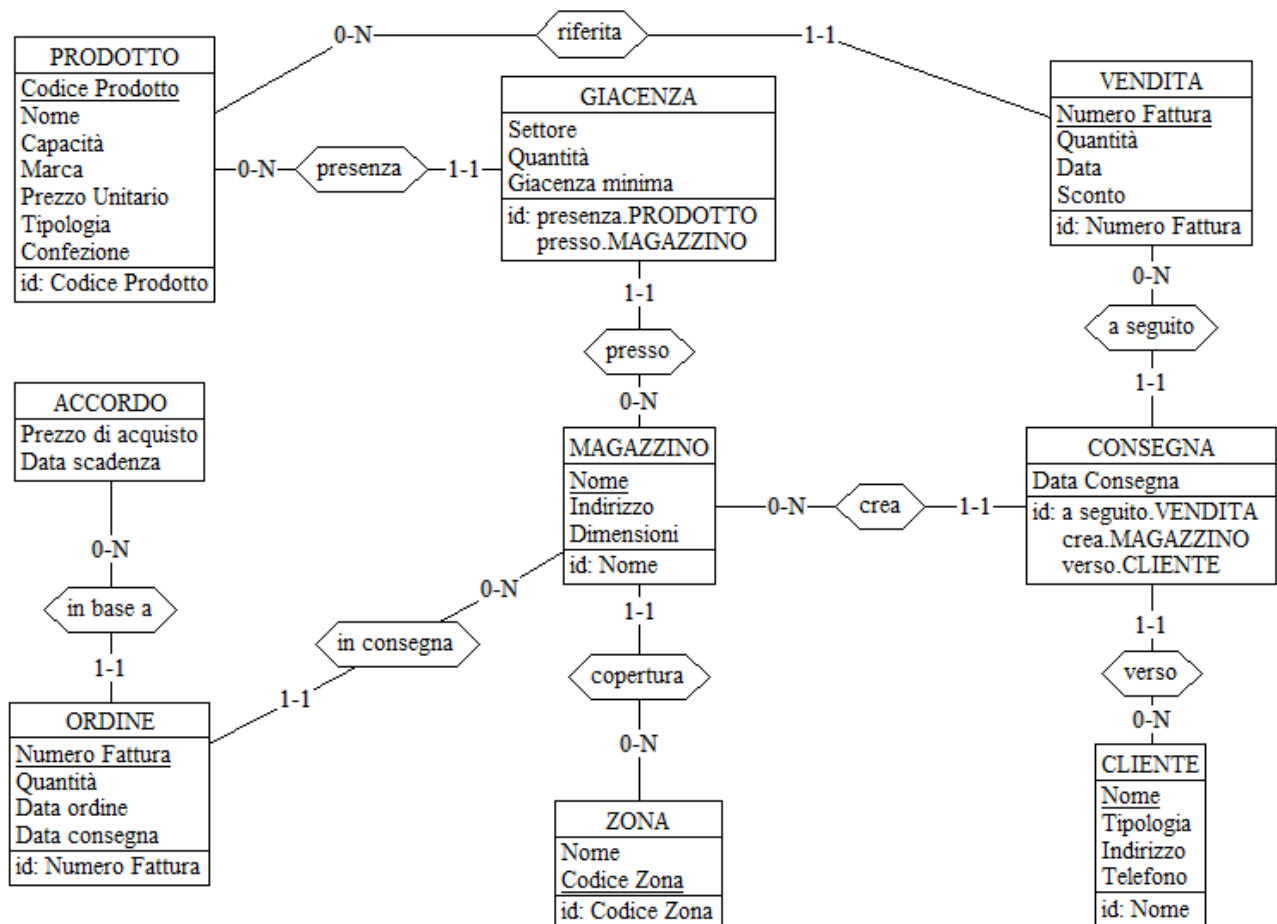 0-N
riferita
1-1
PRODOTTO
Codice Prodotto
Nome
Capacità
Marca
Prezzo Unitario
Tipologia
Confezione
id: Codice Prodotto
0-N
presenza
1-1
GIACENZA
Settore
Quantità
Giacenza minima
id: presenza.PRODOTTO
presso.MAGAZZINO
VENDITA
Numero Fattura
Quantità
Data
Sconto
id: Numero Fattura
1-1
presso
0-N
0-N
a seguito
1-1
ACCORDO
Prezzo di acquisto
Data scadenza
MAGAZZINO
Nome
Indirizzo
Dimensioni
id: Nome
0-N
crea
1-1
CONSEGNA
Data Consegna
id: a seguito.VENDITA
crea.MAGAZZINO
verso.CLIENTE
0-N
in base a
1-1
0-N
in consegna
1-1
1-1
copertura
0-N
1-1
verso
0-N
ORDINE
Numero Fattura
Quantità
Data ordine
Data consegna
id: Numero Fattura
ZONA
Nome
Codice Zona
id: Codice Zona
CLIENTE
Nome
Tipologia
Indirizzo
Telefono
id: Nome